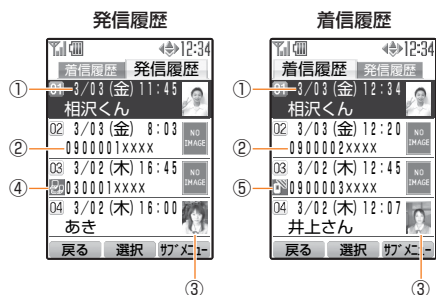 発信履歴
12:34
着信履歴 発信履歴
① 01 3/03 (金) 11:45
相沢くん
02 3/03 (金) 8:03
NO IMAGE
② 0900001XXXX
03 3/02 (木) 16:45
NO IMAGE
④ 030001XXXX
04 3/02 (木) 16:00
あき
戻る 選択 ｻﾌﾞﾒﾆｭｰ
③
着信履歴
12:34
着信履歴 発信履歴
① 01 3/03 (金) 12:34
相沢くん
02 3/03 (金) 12:20
NO IMAGE
② 0900002XXXX
03 3/02 (木) 12:45
NO IMAGE
⑤ 0900003XXXX
04 3/02 (木) 12:07
井上さん
戻る 選択 ｻﾌﾞﾒﾆｭｰ
③